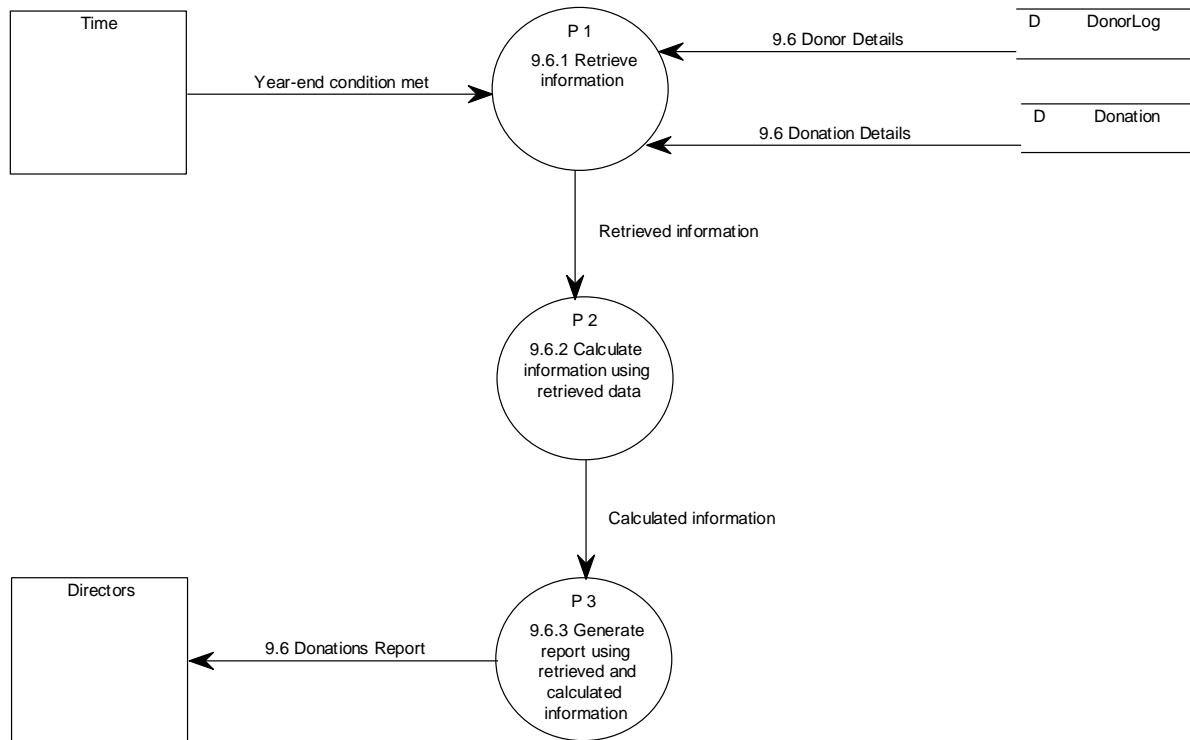 Time
P 1
9.6.1 Retrieve
information
9.6 Donor Details
D DonorLog
Year-end condition met
9.6 Donation Details
D Donation
Retrieved information
P 2
9.6.2 Calculate
information using
retrieved data
Calculated information
Directors
P 3
9.6.3 Generate
report using
retrieved and
calculated
information
9.6 Donations Report